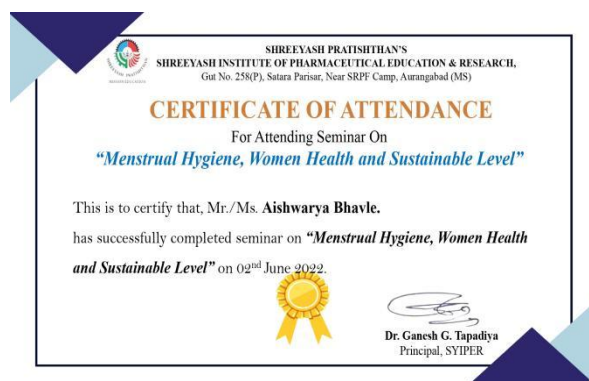 SHREEYASH PRATISHTHAN'S
SHREEYASH INSTITUTE OF PHARMACEUTICAL EDUCATION & RESEARCH,
Gut No. 258(P), Satara Parisar, Near SRPF Camp, Aurangabad (MS)
CERTIFICATE OF ATTENDANCE
For Attending Seminar On
“Menstrual Hygiene, Women Health and Sustainable Level”
This is to certify that, Mr./Ms. Aishwarya Bhavle.
has successfully completed seminar on “Menstrual Hygiene, Women Health
and Sustainable Level” on 02nd June 2022.
Dr. Ganesh G. Tapadiya
Principal, SYIPER